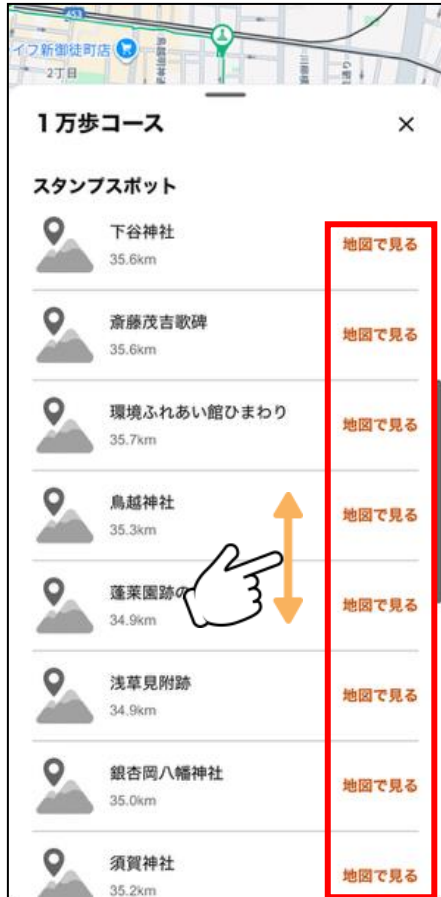 453
イフ新御徒町店
2丁目
1万歩コース
×
スタンプスポット
下谷神社
35.6km
地図で見る
斎藤茂吉歌碑
35.6km
地図で見る
環境ふれあい館ひまわり
35.7km
地図で見る
鳥越神社
35.3km
地図で見る
蓬莱園跡の
34.9km
地図で見る
浅草見附跡
34.9km
地図で見る
銀杏岡八幡神社
35.0km
地図で見る
須賀神社
35.2km
地図で見る